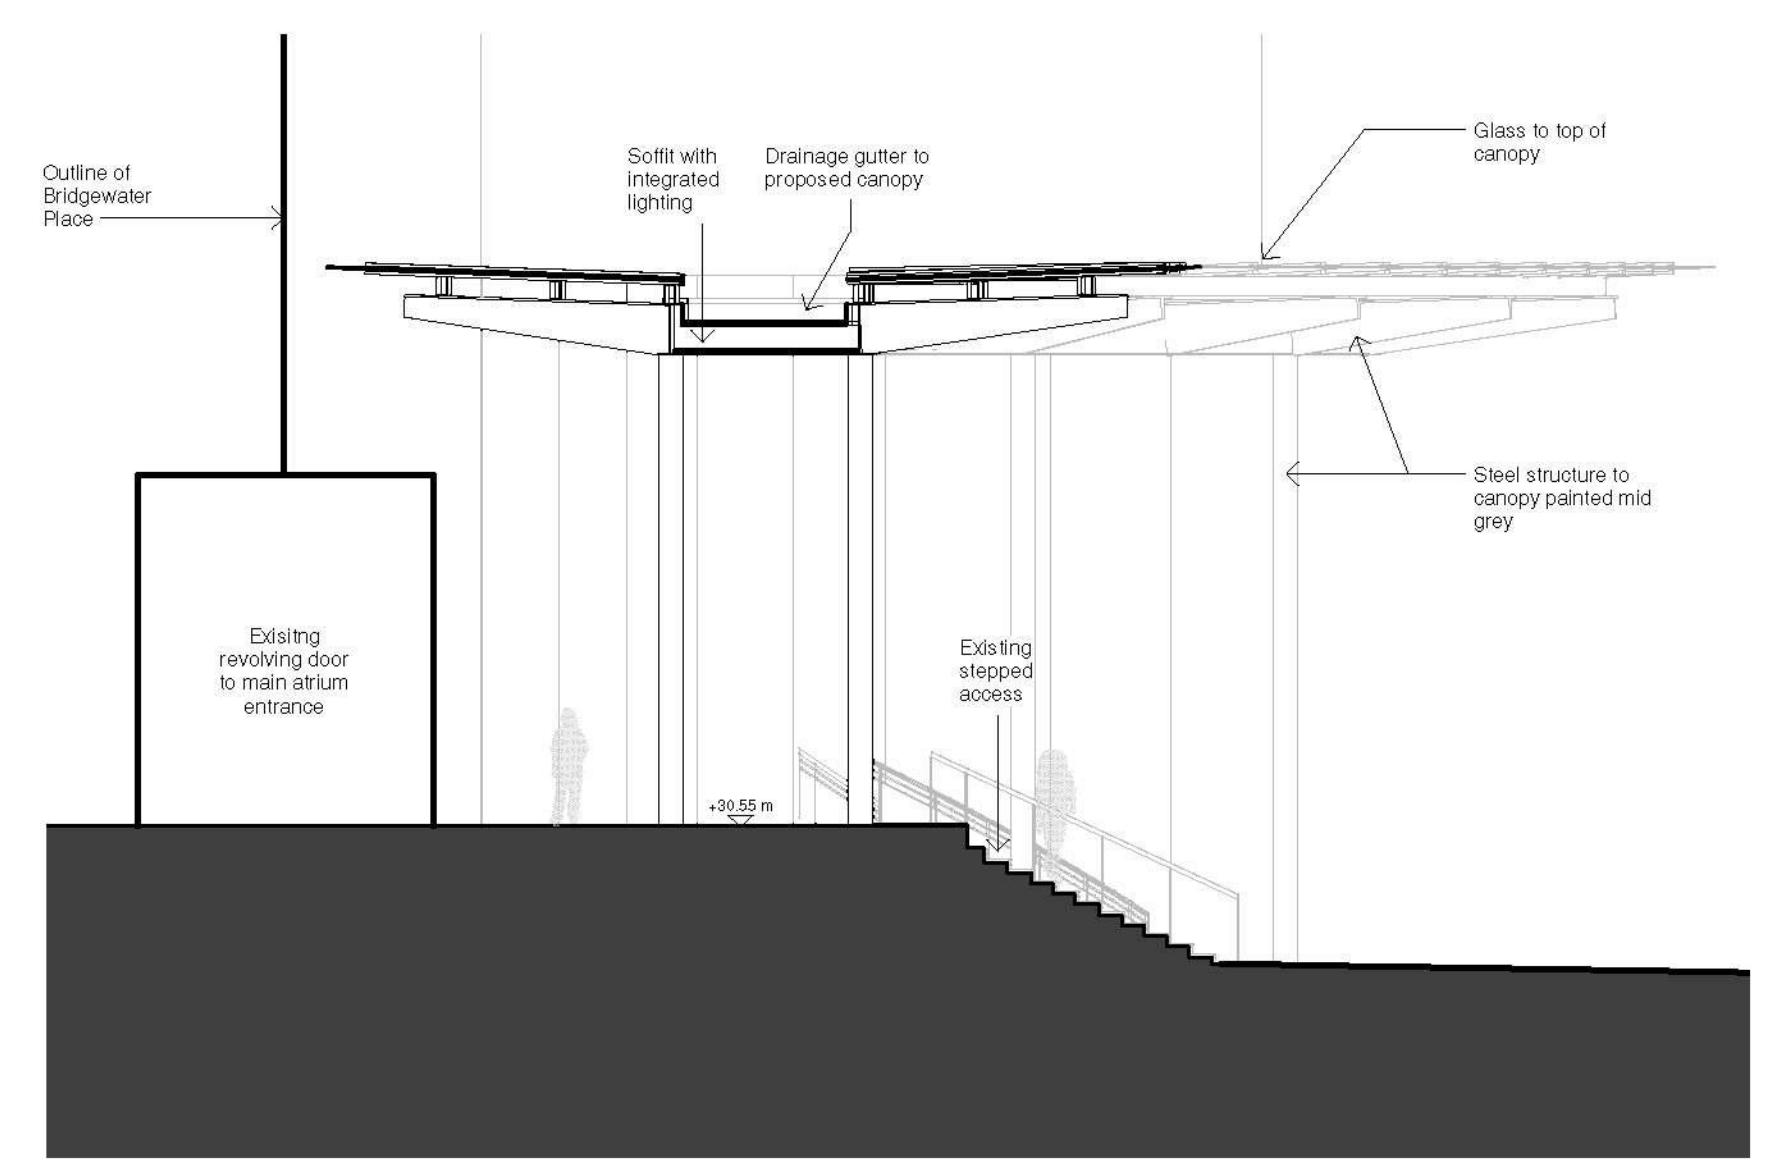 Glass to top of
canopy
Soffit with
integrated
lighting
Drainage gutter to
proposed canopy
Outline of
Bridgewater
Place
Steel structure to
canopy painted mid
grey
Exisitng
revolving door
to main atrium
entrance
Existing
stepped
access
+30.55 m